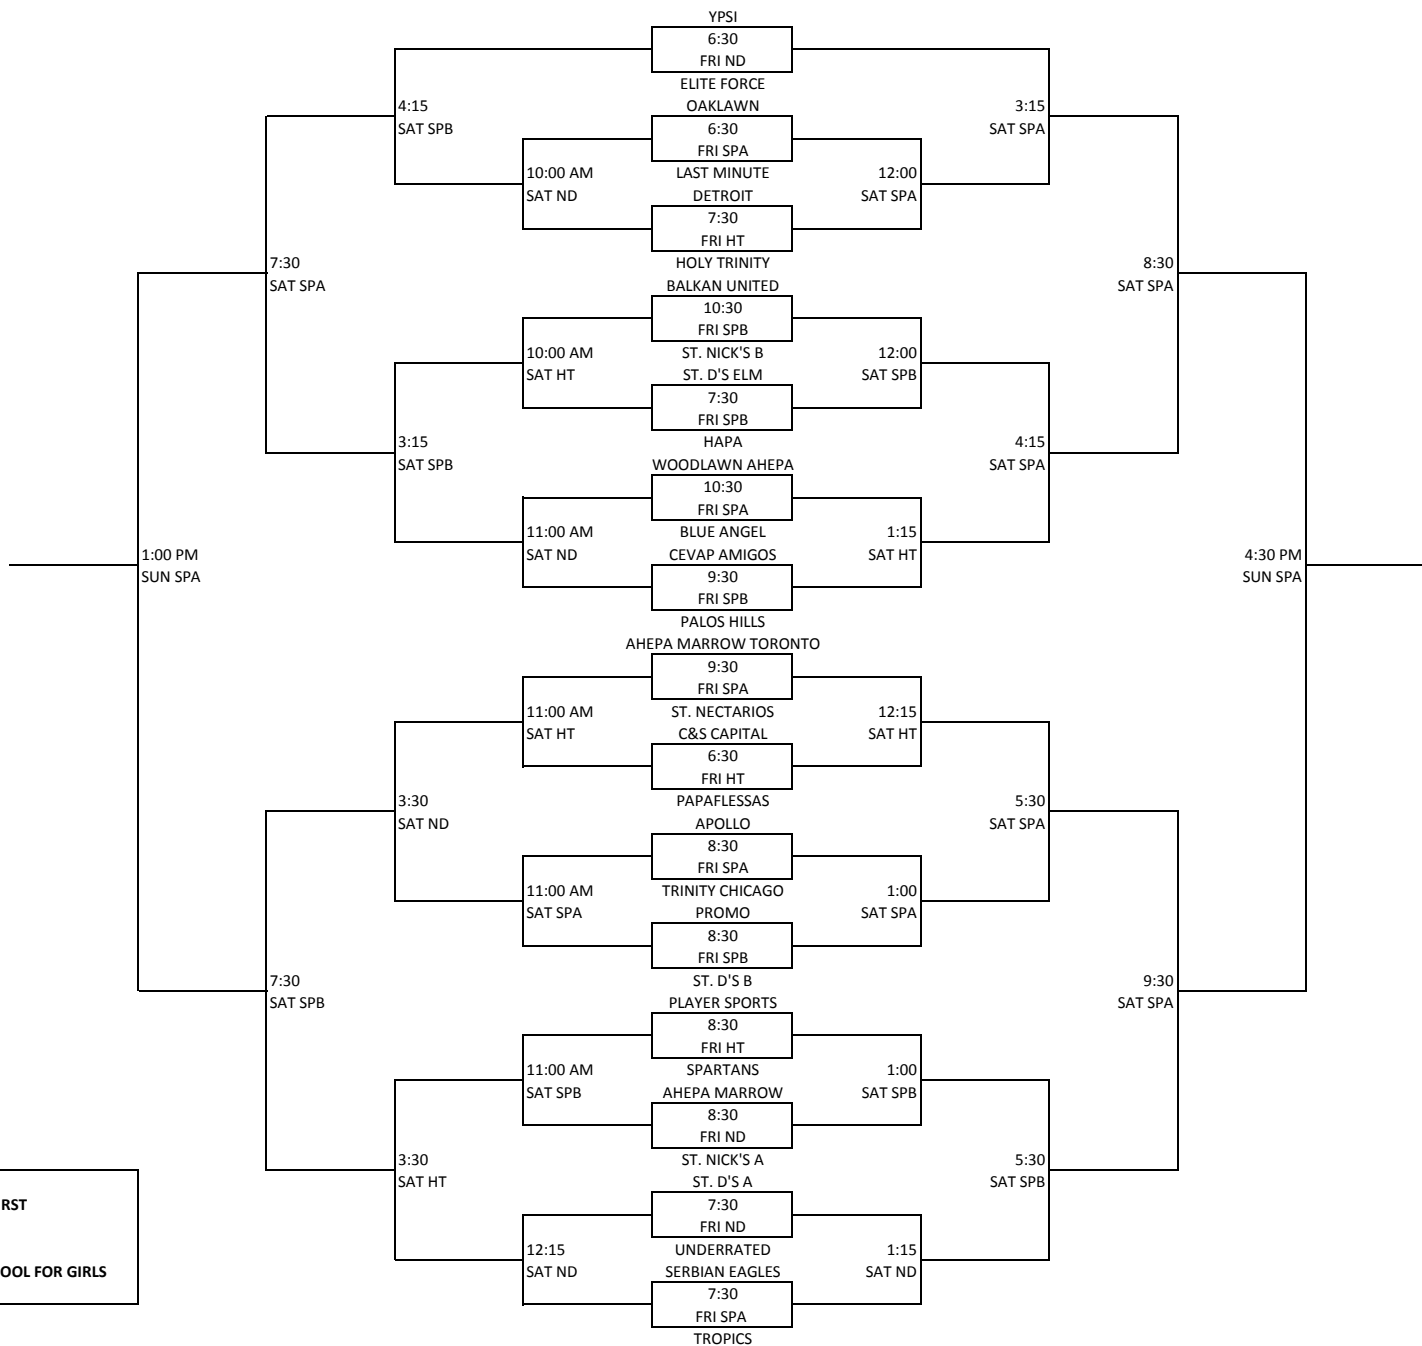 YPSI
6:30
FRI ND
ELITE FORCE
4:15
SAT SPB
OAKLAWN
6:30
FRI SPA
LAST MINUTE
3:15
SAT SPA
10:00 AM
SAT ND
DETROIT
7:30
FRI HT
HOLY TRINITY
12:00
SAT SPA
7:30
SAT SPA
BALKAN UNITED
10:30
FRI SPB
ST. NICK'S B
8:30
SAT SPA
10:00 AM
SAT HT
ST. D'S ELM
7:30
FRI SPB
HAPA
12:00
SAT SPB
3:15
SAT SPB
WOODLAWN AHEPA
10:30
FRI SPA
BLUE ANGEL
4:15
SAT SPA
11:00 AM
SAT ND
CEVAP AMIGOS
9:30
FRI SPB
PALOS HILLS
1:15
SAT HT
1:00 PM
SUN SPA
4:30 PM
SUN SPA
AHEPA MARROW TORONTO
9:30
FRI SPA
ST. NECTARIOS
11:00 AM
SAT HT
12:15
SAT HT
C&S CAPITAL
6:30
FRI HT
PAPAFLESSAS
3:30
SAT ND
5:30
SAT SPA
APOLLO
8:30
FRI SPA
TRINITY CHICAGO
11:00 AM
SAT SPA
1:00
SAT SPA
PROMO
8:30
FRI SPB
ST. D'S B
7:30
SAT SPB
9:30
SAT SPA
PLAYER SPORTS
8:30
FRI HT
SPARTANS
11:00 AM
SAT SPB
1:00
SAT SPB
AHEPA MARROW
8:30
FRI ND
ST. NICK'S A
3:30
SAT HT
5:30
SAT SPB
ST. D'S A
7:30
FRI ND
UNDERRATED
12:15
SAT ND
1:15
SAT ND
SERBIAN EAGLES
7:30
FRI SPA
TROPICS
RST
OOL FOR GIRLS